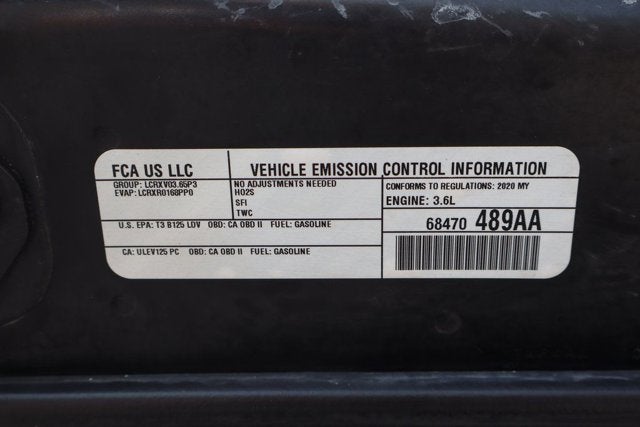 FCA US LLC
VEHICLE EMISSION CONTROL INFORMATION
GROUP: LCRXV03.65P3
EVAP: LCRXR0168PP0
NO ADJUSTMENTS NEEDED
HO2S
SFI
TWC
CONFORMS TO REGULATIONS: 2020 MY
ENGINE: 3.6L
U.S. EPA: T3 B125 LDV OBD: CA OBD II FUEL: GASOLINE
68470 489AA
CA: ULEV125 PC OBD: CA OBD II FUEL: GASOLINE